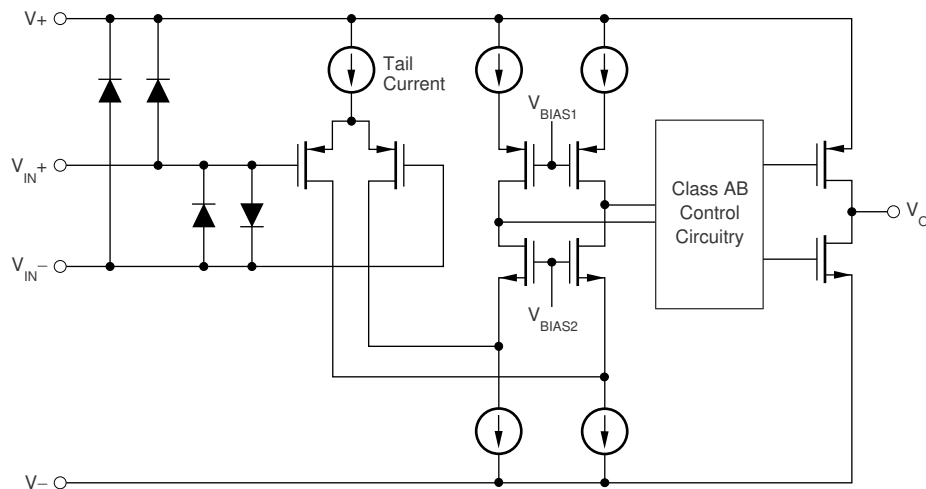 V+
Tail
Current
VBIAS1
VIN+
Class AB
Control
Circuitry
VO
VIN−
VBIAS2
V−